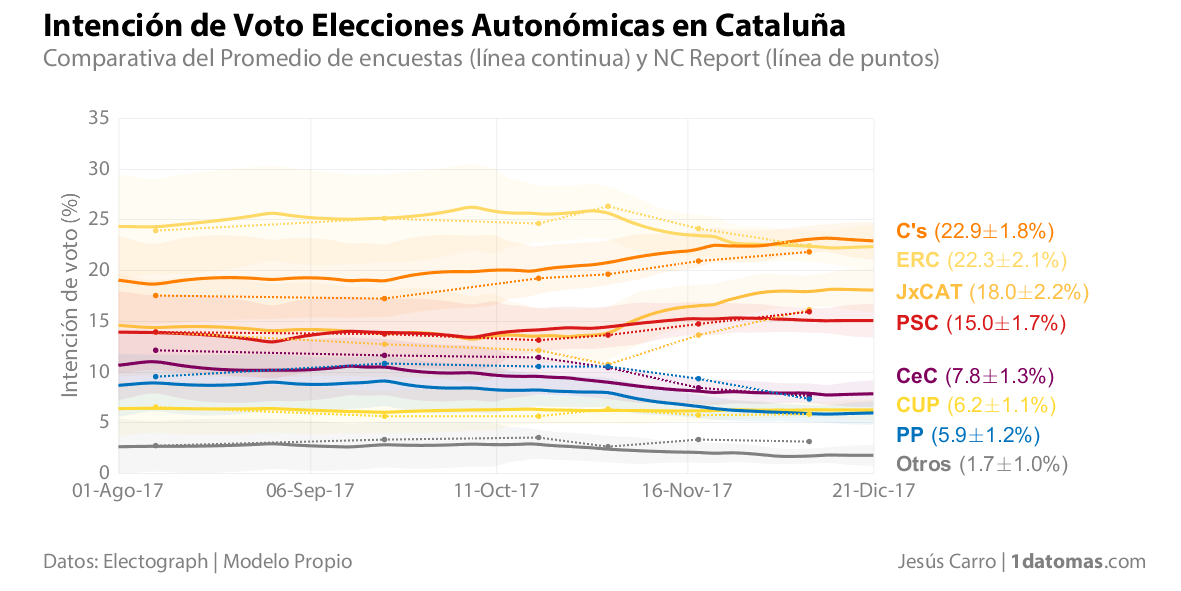 Intención de Voto Elecciones Autonómicas en Cataluña
Comparativa del Promedio de encuestas (línea continua) y NC Report (línea de puntos)
Intención de voto (%)
35
30
25
20
15
10
5
0
01-Ago-17
06-Sep-17
11-Oct-17
16-Nov-17
21-Dic-17
C's (22.9±1.8%)
ERC (22.3±2.1%)
JxCAT (18.0±2.2%)
PSC (15.0±1.7%)
CeC (7.8±1.3%)
CUP (6.2±1.1%)
PP (5.9±1.2%)
Otros (1.7±1.0%)
Datos: Electograph | Modelo Propio
Jesús Carro | 1datomas.com